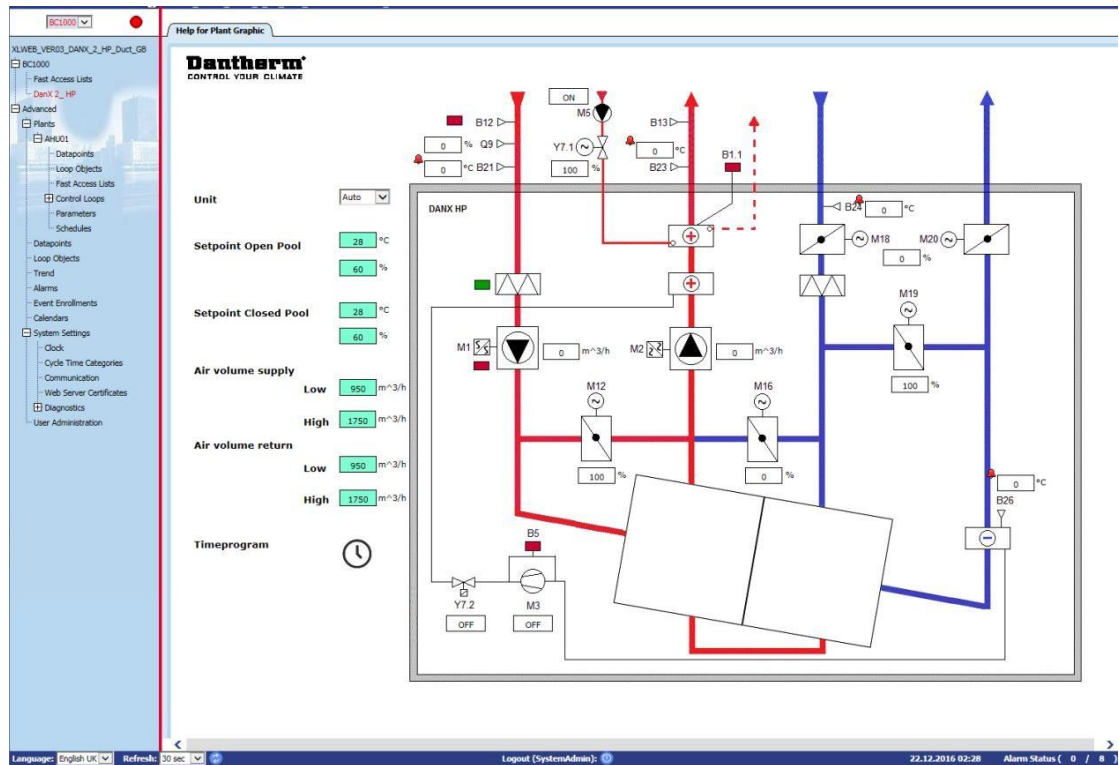 BC1000
Help for Plant Graphic
XLWEB_VER03_DANX_2_HP_Duct_GB
BC1000
Fast Access Lists
DanX 2_ HP
Advanced
Plants
AHU01
Datapoints
Loop Objects
Fast Access Lists
Control Loops
Parameters
Schedules
Datapoints
Loop Objects
Trend
Alarms
Event Enrollments
Calendars
System Settings
Clock
Cycle Time Categories
Communication
Web Server Certificates
Diagnostics
User Administration
Dantherm
CONTROL YOUR CLIMATE
Unit Auto
Setpoint Open Pool 28 °C
60 %
Setpoint Closed Pool 28 °C
60 %
Air volume supply
Low 950 m^3/h
High 1750 m^3/h
Air volume return
Low 950 m^3/h
High 1750 m^3/h
Timeprogram
ON
M5
B12
0 % Q9
0 °C B21
Y7.1
100 %
B13
0 °C
B23
B1.1
DANX HP
B24 0 °C
M18
0 %
M20
M19
100 %
M1 0 m^3/h
M2 0 m^3/h
M12
100 %
M16
0 %
0 °C
B26
B5
Y7.2
OFF
M3
OFF
Language: English UK Refresh: 30 sec Logout (SystemAdmin): 22.12.2016 02:28 Alarm Status ( 0 / 8 )